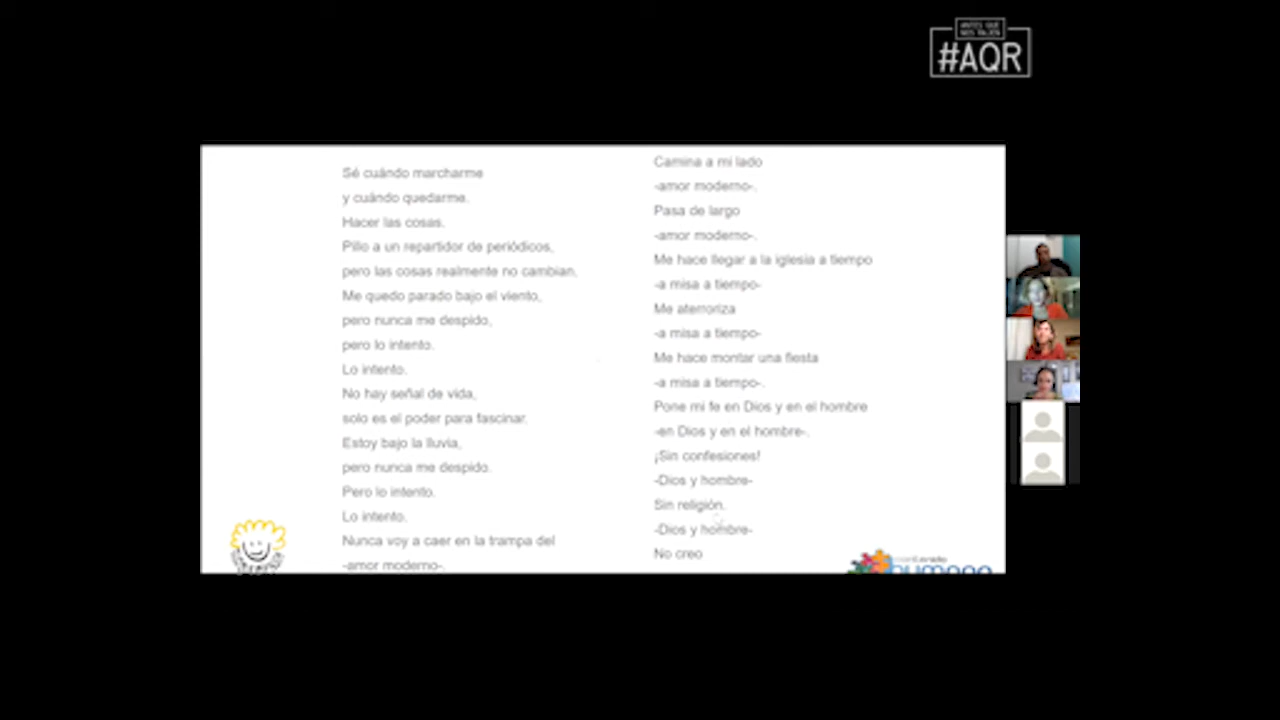 ANTES QUE
NOS RAJEN
#AQR
Sé cuándo marcharme
y cuándo quedarme.
Hacer las cosas.
Pillo a un repartidor de periódicos,
pero las cosas realmente no cambian.
Me quedo parado bajo el viento,
pero nunca me despido,
pero lo intento.
Lo intento.
No hay señal de vida,
solo es el poder para fascinar.
Estoy bajo la lluvia,
pero nunca me despido.
Pero lo intento.
Lo intento.
Nunca voy a caer en la trampa del
-amor moderno-.
Camina a mi lado
-amor moderno-.
Pasa de largo
-amor moderno-.
Me hace llegar a la iglesia a tiempo
-a misa a tiempo-
Me aterroriza
-a misa a tiempo-
Me hace montar una fiesta
-a misa a tiempo-.
Pone mi fe en Dios y en el hombre
-en Dios y en el hombre-.
¡Sin confesiones!
-Dios y hombre-
Sin religión.
-Dios y hombre-
No creo
humano